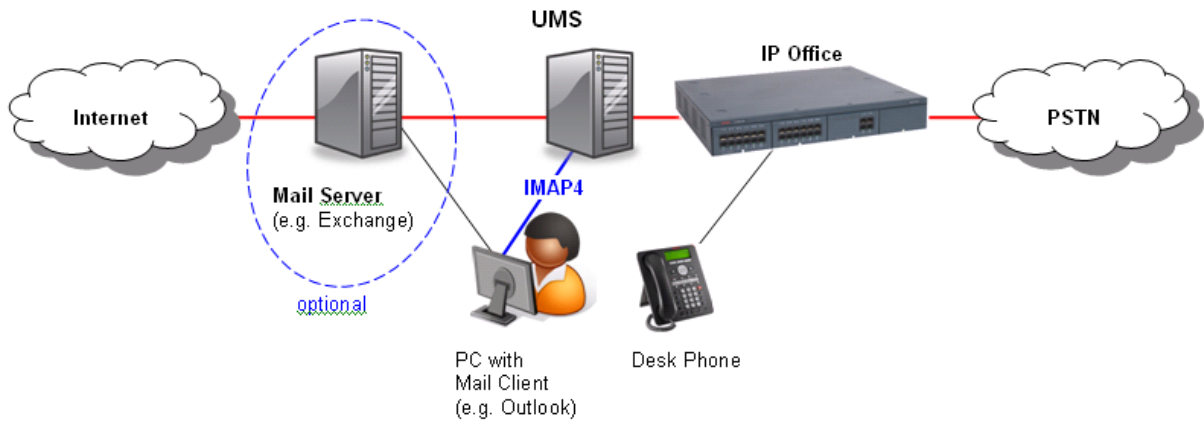 UMS
IP Office
Internet
PSTN
Mail Server
(e.g. Exchange)
IMAP4
optional
PC with
Mail Client
(e.g. Outlook)
Desk Phone